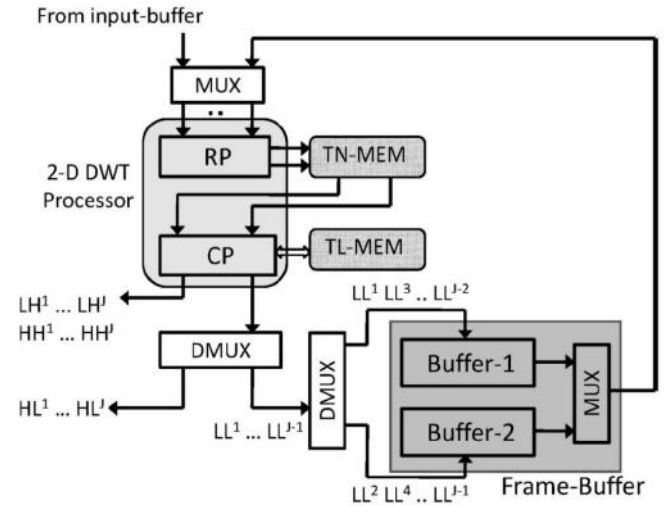 From input-buffer
MUX
..
RP
TN-MEM
2-D DWT
Processor
CP
TL-MEM
LH¹ ... LHᴶ
HH¹ ... HHᴶ
LL¹ LL³ .. LLᴶ⁻²
DMUX
Buffer-1
DMUX
MUX
HL¹ ... HLᴶ
LL¹ ... LLᴶ⁻¹
Buffer-2
LL² LL⁴ .. LLᴶ⁻¹
Frame-Buffer